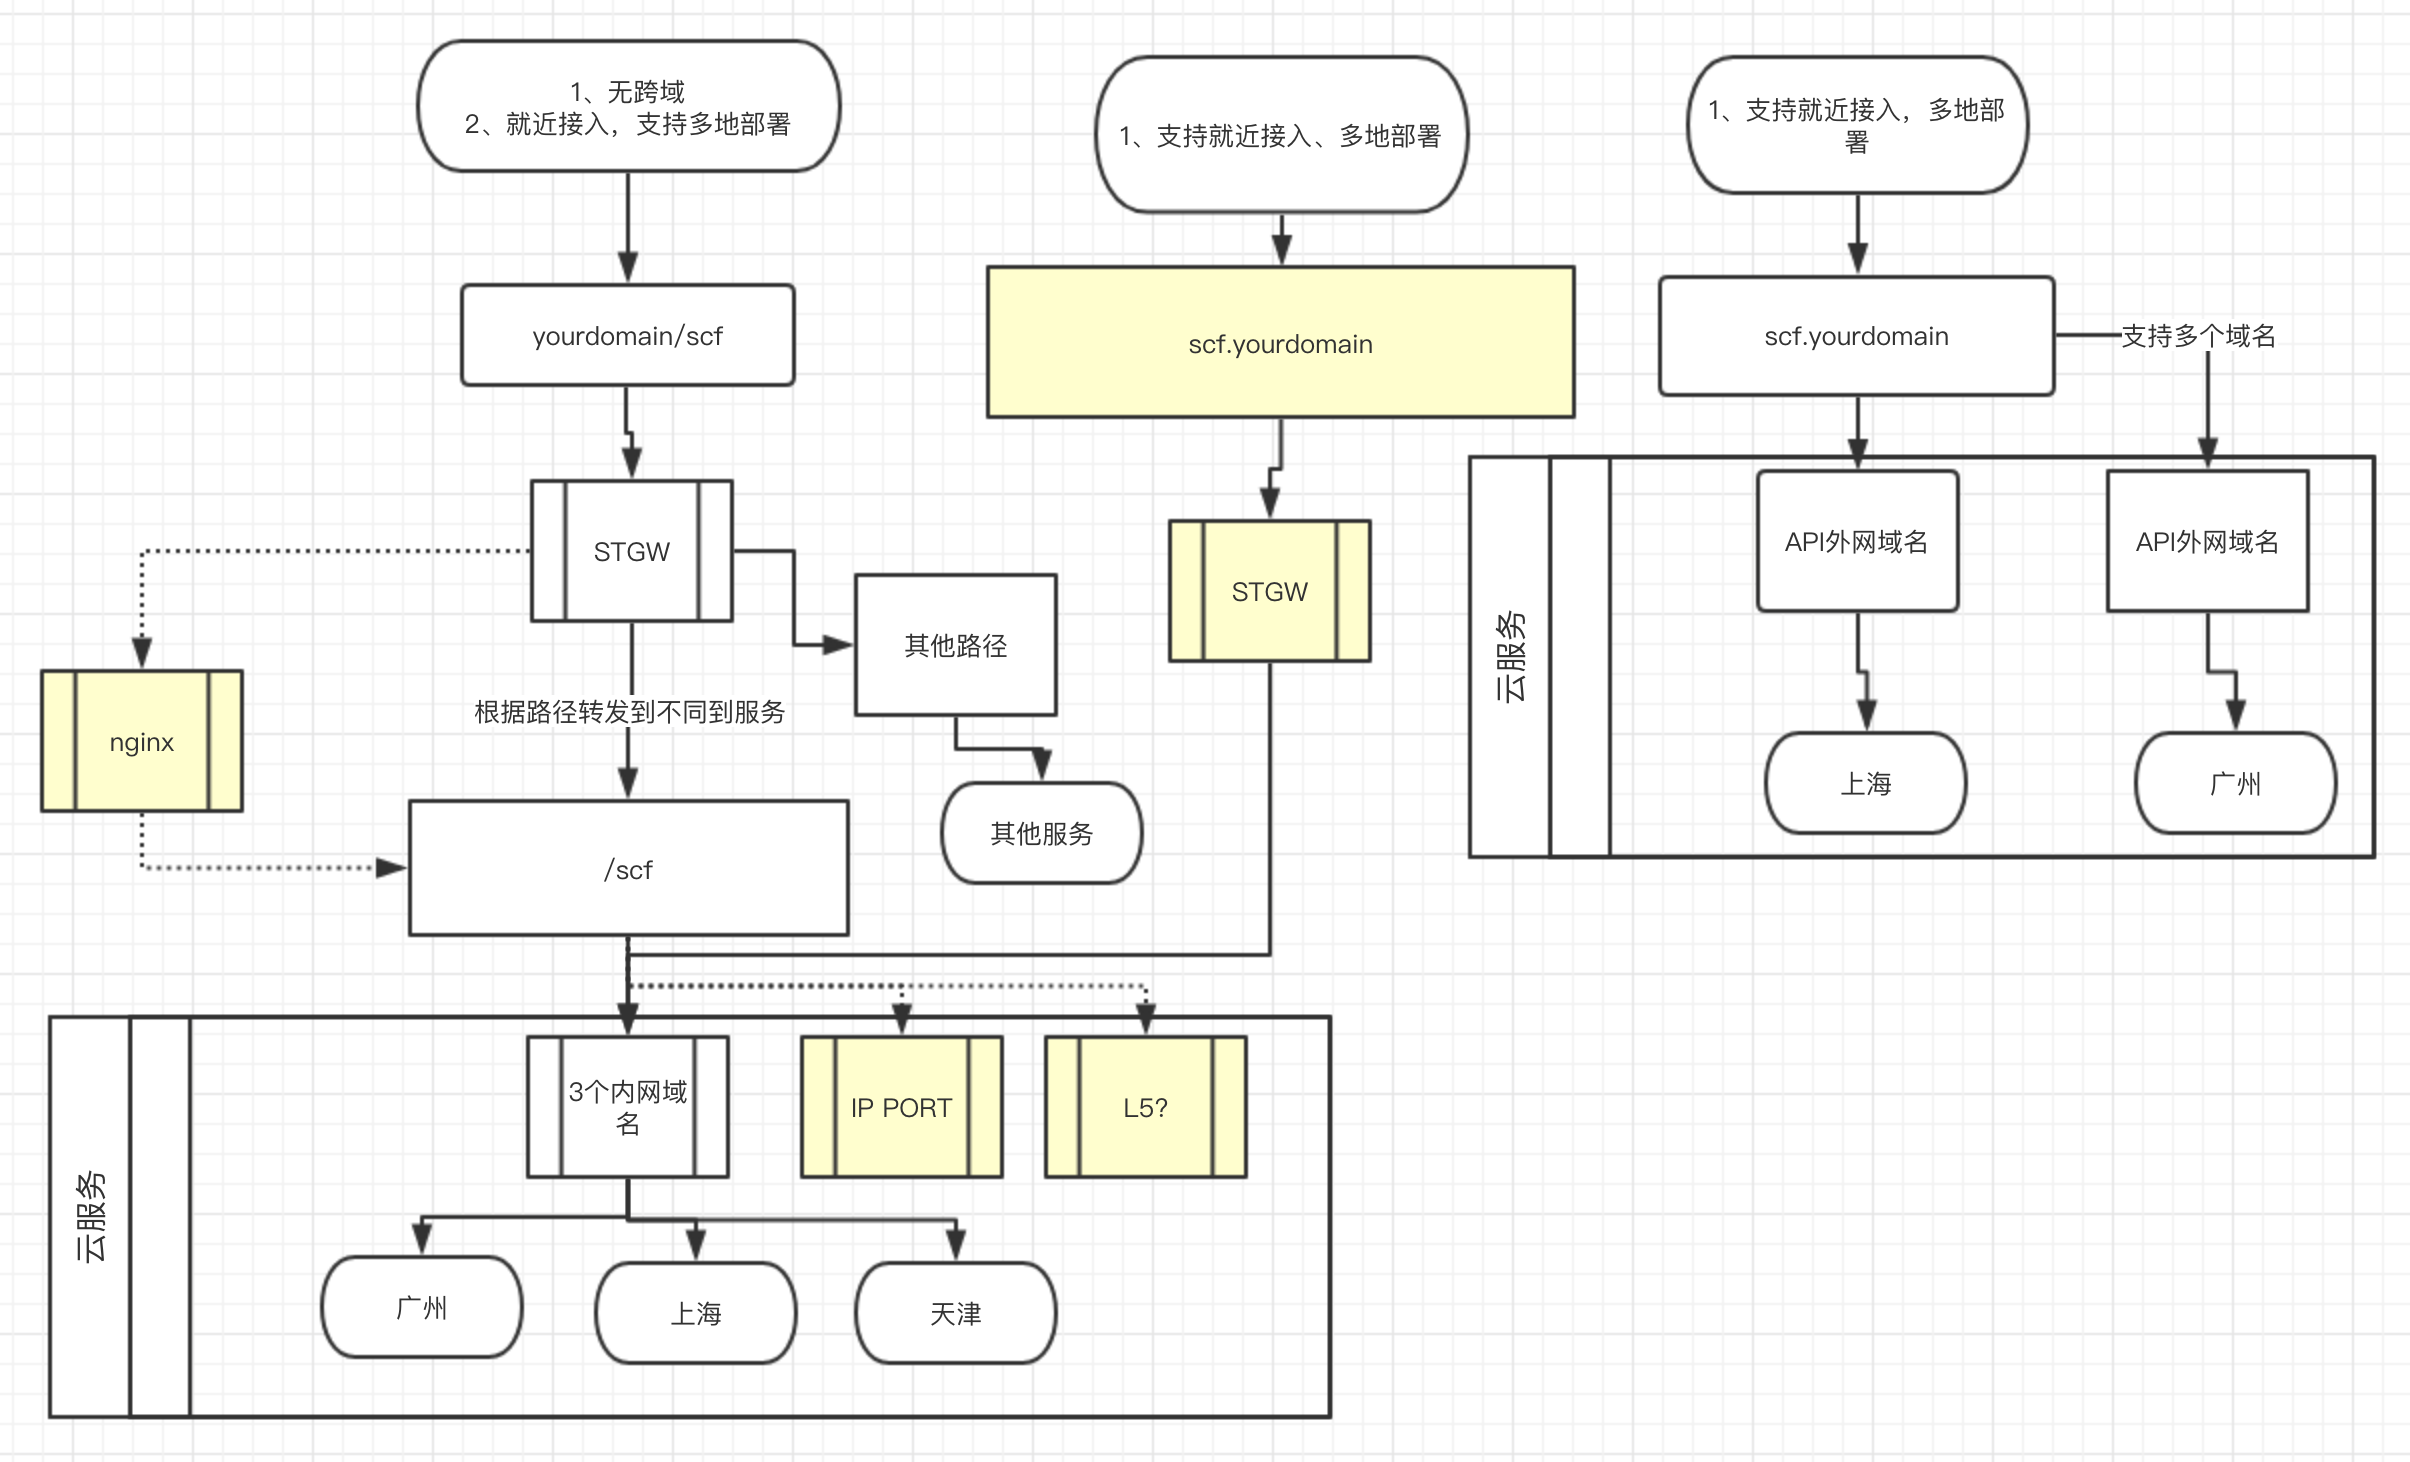 1、无跨域
2、就近接入，支持多地部署
1、支持就近接入、多地部署
1、支持就近接入，多地部
署
yourdomain/scf
scf.yourdomain
scf.yourdomain
支持多个域名
STGW
其他路径
STGW
API外网域名
API外网域名
云服务
根据路径转发到不同到服务
nginx
/scf
其他服务
上海
广州
3个内网域
名
IP PORT
L5?
云服务
广州
上海
天津